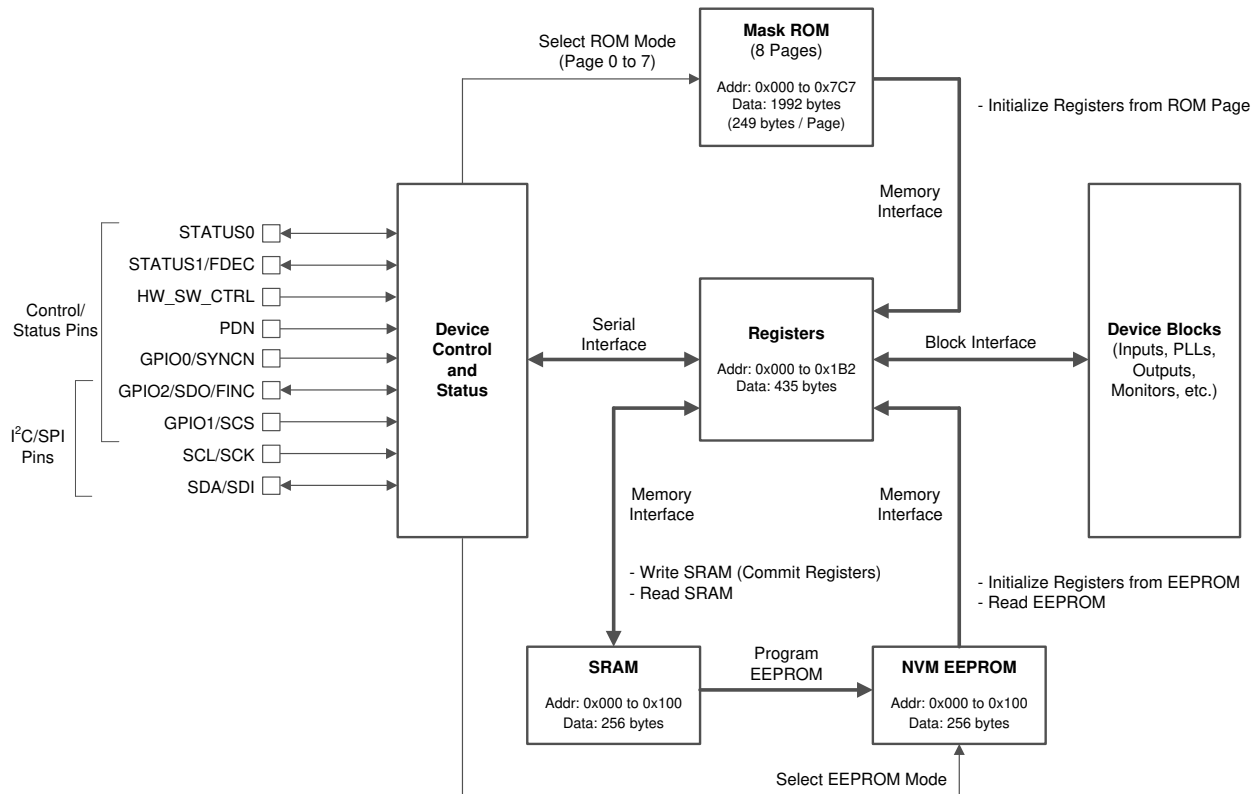 Mask ROM
(8 Pages)
Addr: 0x000 to 0x7C7
Data: 1992 bytes
(249 bytes / Page)
Select ROM Mode
(Page 0 to 7)
- Initialize Registers from ROM Page
Memory
Interface
Control/
Status Pins
I²C/SPI
Pins
STATUS0
STATUS1/FDEC
HW_SW_CTRL
PDN
GPIO0/SYNCN
GPIO2/SDO/FINC
GPIO1/SCS
SCL/SCK
SDA/SDI
Device
Control
and
Status
Serial
Interface
Registers
Addr: 0x000 to 0x1B2
Data: 435 bytes
Block Interface
Device Blocks
(Inputs, PLLs,
Outputs,
Monitors, etc.)
Memory
Interface
Memory
Interface
- Write SRAM (Commit Registers)
- Read SRAM
- Initialize Registers from EEPROM
- Read EEPROM
SRAM
Addr: 0x000 to 0x100
Data: 256 bytes
Program
EEPROM
NVM EEPROM
Addr: 0x000 to 0x100
Data: 256 bytes
Select EEPROM Mode